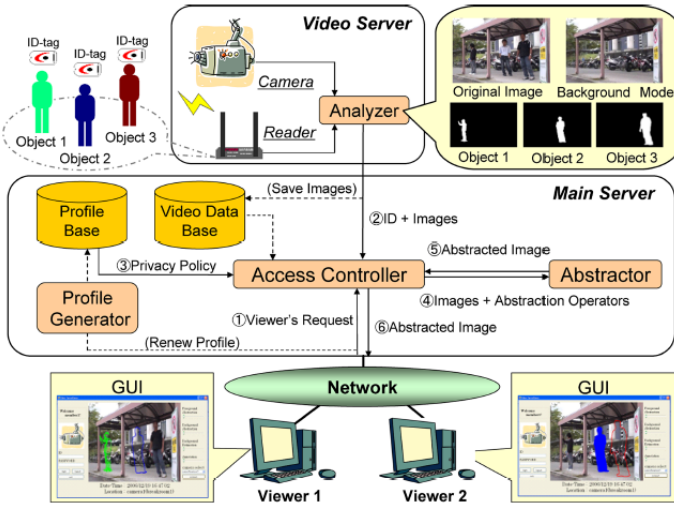 Video Server
ID-tag
ID-tag
ID-tag
Object 1
Object 2
Object 3
Camera
Reader
Analyzer
Original Image
Background Model
Object 1
Object 2
Object 3
Main Server
(Save Images)
Profile Base
Video Data Base
②ID + Images
③Privacy Policy
⑤Abstracted Image
Access Controller
Abstractor
④Images + Abstraction Operators
Profile Generator
①Viewer's Request
⑥Abstracted Image
(Renew Profile)
Network
GUI
GUI
Viewer 1
Viewer 2